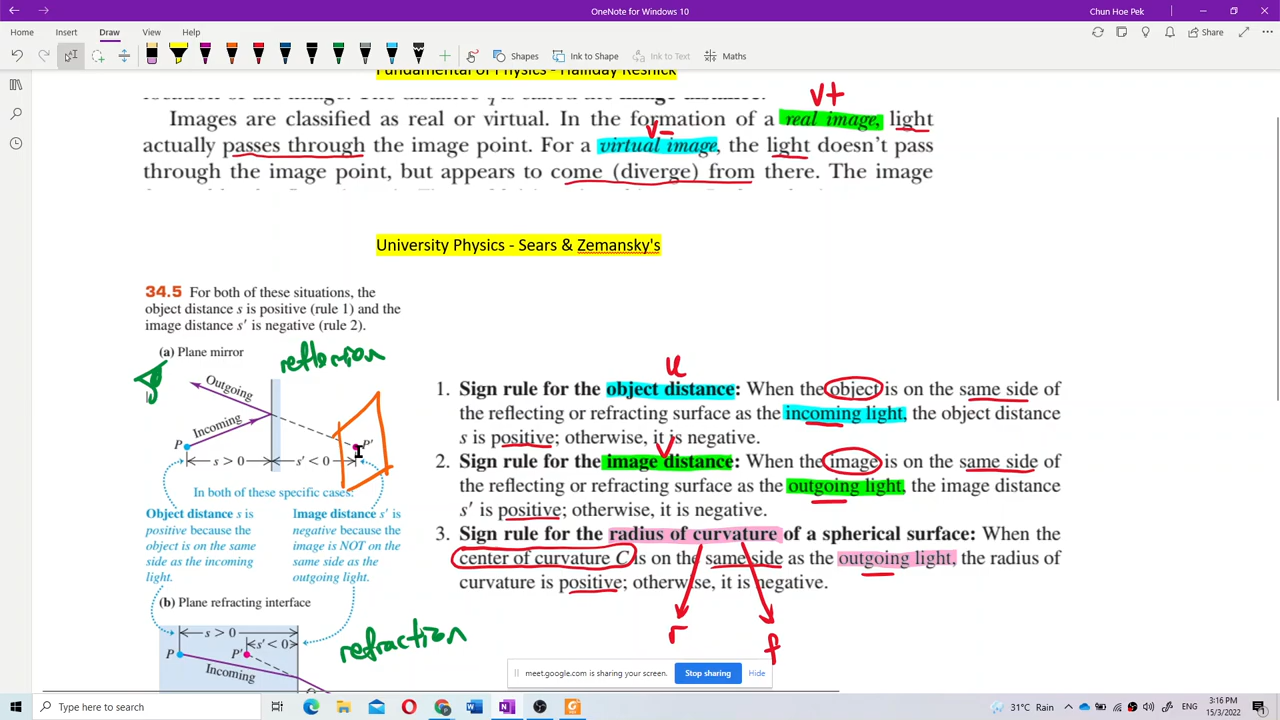 OneNote for Windows 10
Chun Hoe Pek
Home Insert Draw View Help
Share
Shapes Ink to Shape Ink to Text Maths
Fundamental of Physics - Halliday Resnick
location of the image. The distance q is called the image distance.
V+
Images are classified as real or virtual. In the formation of a real image, light
V-
actually passes through the image point. For a virtual image, the light doesn't pass
through the image point, but appears to come (diverge) from there. The image
University Physics - Sears & Zemansky's
34.5 For both of these situations, the
object distance s is positive (rule 1) and the
image distance s′ is negative (rule 2).
(a) Plane mirror
reflection
Outgoing
Incoming
P
P′
s > 0
s′ < 0
In both of these specific cases:
Object distance s is
positive because the
object is on the same
side as the incoming
light.
Image distance s′ is
negative because the
image is NOT on the
same side as the
outgoing light.
(b) Plane refracting interface
s > 0
s′ < 0
P
P′
Incoming
refraction
u
1. Sign rule for the object distance: When the object is on the same side of
the reflecting or refracting surface as the incoming light, the object distance
s is positive; otherwise, it is negative.
V
2. Sign rule for the image distance: When the image is on the same side of
the reflecting or refracting surface as the outgoing light, the image distance
s′ is positive; otherwise, it is negative.
3. Sign rule for the radius of curvature of a spherical surface: When the
center of curvature C is on the same side as the outgoing light, the radius of
curvature is positive; otherwise, it is negative.
r
f
meet.google.com is sharing your screen. Stop sharing Hide
Type here to search
31°C Rain
3:16 PM
15/3/2022